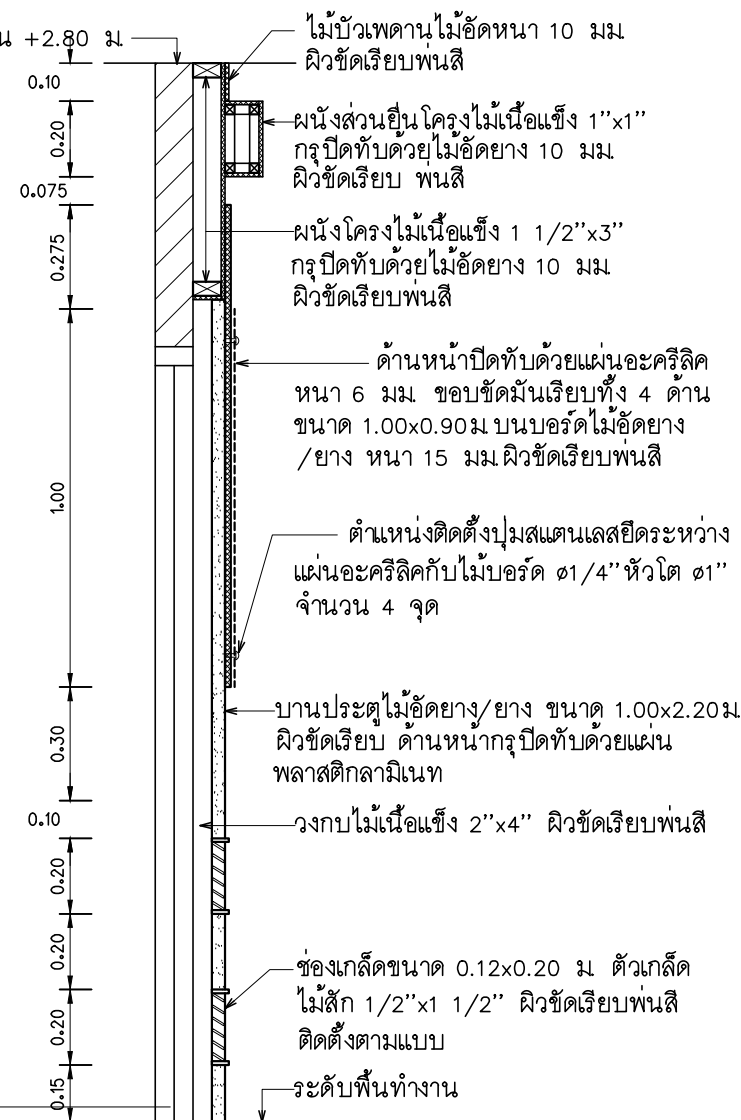 น +2.80 ม.
ไม้บัวเพดานไม้อัดหนา 10 มม.
ผิวขัดเรียบพ่นสี
0.10
0.20
ผนังส่วนยื่นโครงไม้เนื้อแข็ง 1”x1”
กรุปิดทับด้วยไม้อัดยาง 10 มม.
ผิวขัดเรียบ พ่นสี
0.075
0.275
ผนังโครงไม้เนื้อแข็ง 1 1/2”x3”
กรุปิดทับด้วยไม้อัดยาง 10 มม.
ผิวขัดเรียบพ่นสี
1.00
ด้านหน้าปิดทับด้วยแผ่นอะครีลิค
หนา 6 มม. ขอบขัดมันเรียบทั้ง 4 ด้าน
ขนาด 1.00x0.90ม. บนบอร์ดไม้อัดยาง
/ยาง หนา 15 มม.ผิวขัดเรียบพ่นสี
ตำแหน่งติดตั้งปุ่มสแตนเลสยึดระหว่าง
แผ่นอะครีลิคกับไม้บอร์ด ø1/4”หัวโต ø1”
จำนวน 4 จุด
0.30
บานประตูไม้อัดยาง/ยาง ขนาด 1.00x2.20ม.
ผิวขัดเรียบ ด้านหน้ากรุปิดทับด้วยแผ่น
พลาสติกลามิเนท
0.10
วงกบไม้เนื้อแข็ง 2”x4” ผิวขัดเรียบพ่นสี
0.20
0.20
0.20
ช่องเกล็ดขนาด 0.12x0.20 ม. ตัวเกล็ด
ไม้สัก 1/2”x1 1/2” ผิวขัดเรียบพ่นสี
ติดตั้งตามแบบ
0.15
ระดับพื้นทำงาน